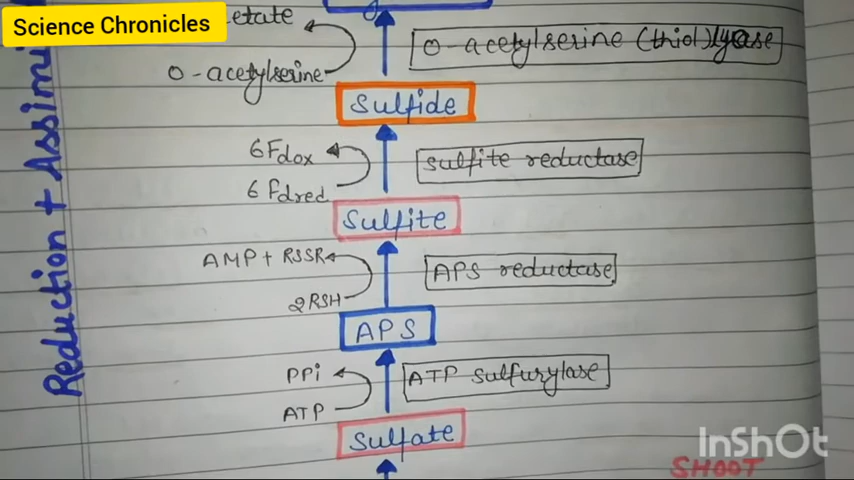 Science Chronicles
etate
O-acetylserine (thiol)lyase
O-acetylserine
Sulfide
6Fdox
Sulfite reductase
6Fdred
Sulfite
AMP + RSSR
APS reductase
2RSH
APS
PPi
ATP sulfurylase
ATP
Sulfate
Reduction + Assimi
InShOt
SHOOT